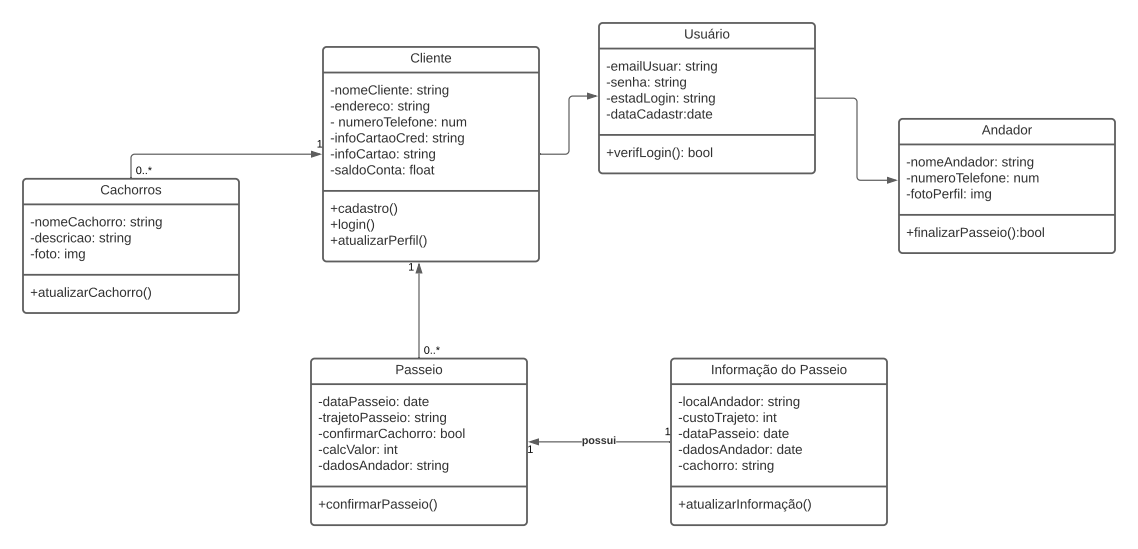 Usuário
-emailUsuar: string
-senha: string
-estadLogin: string
-dataCadastr:date
+verifLogin(): bool
Cliente
-nomeCliente: string
-endereco: string
- numeroTelefone: num
-infoCartaoCred: string
-infoCartao: string
-saldoConta: float
+cadastro()
+login()
+atualizarPerfil()
Andador
-nomeAndador: string
-numeroTelefone: num
-fotoPerfil: img
+finalizarPasseio():bool
1
0..*
Cachorros
-nomeCachorro: string
-descricao: string
-foto: img
+atualizarCachorro()
1
0..*
Passeio
-dataPasseio: date
-trajetoPasseio: string
-confirmarCachorro: bool
-calcValor: int
-dadosAndador: string
+confirmarPasseio()
1
possui
1
Informação do Passeio
-localAndador: string
-custoTrajeto: int
-dataPasseio: date
-dadosAndador: date
-cachorro: string
+atualizarInformação()